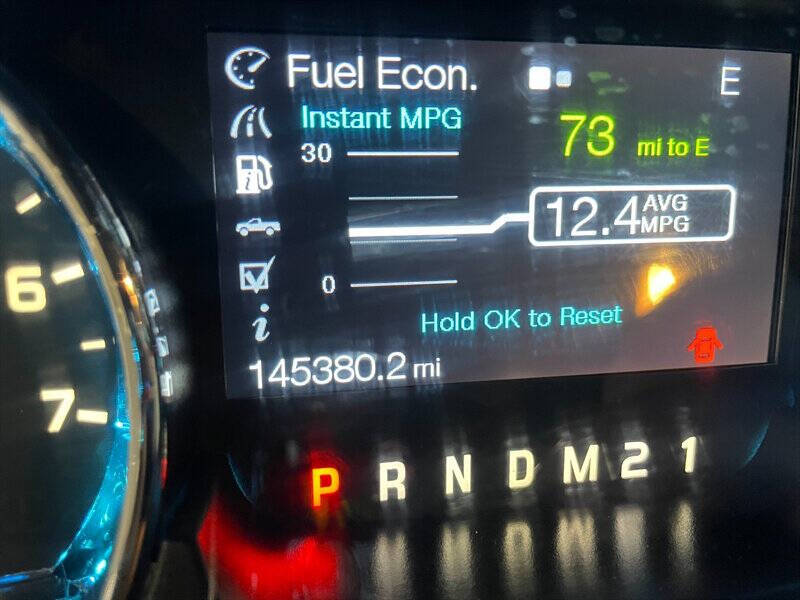 Fuel Econ.
E
Instant MPG
30
73 mi to E
12.4 AVG MPG
0
Hold OK to Reset
145380.2 mi
6
7
P R N D M 2 1